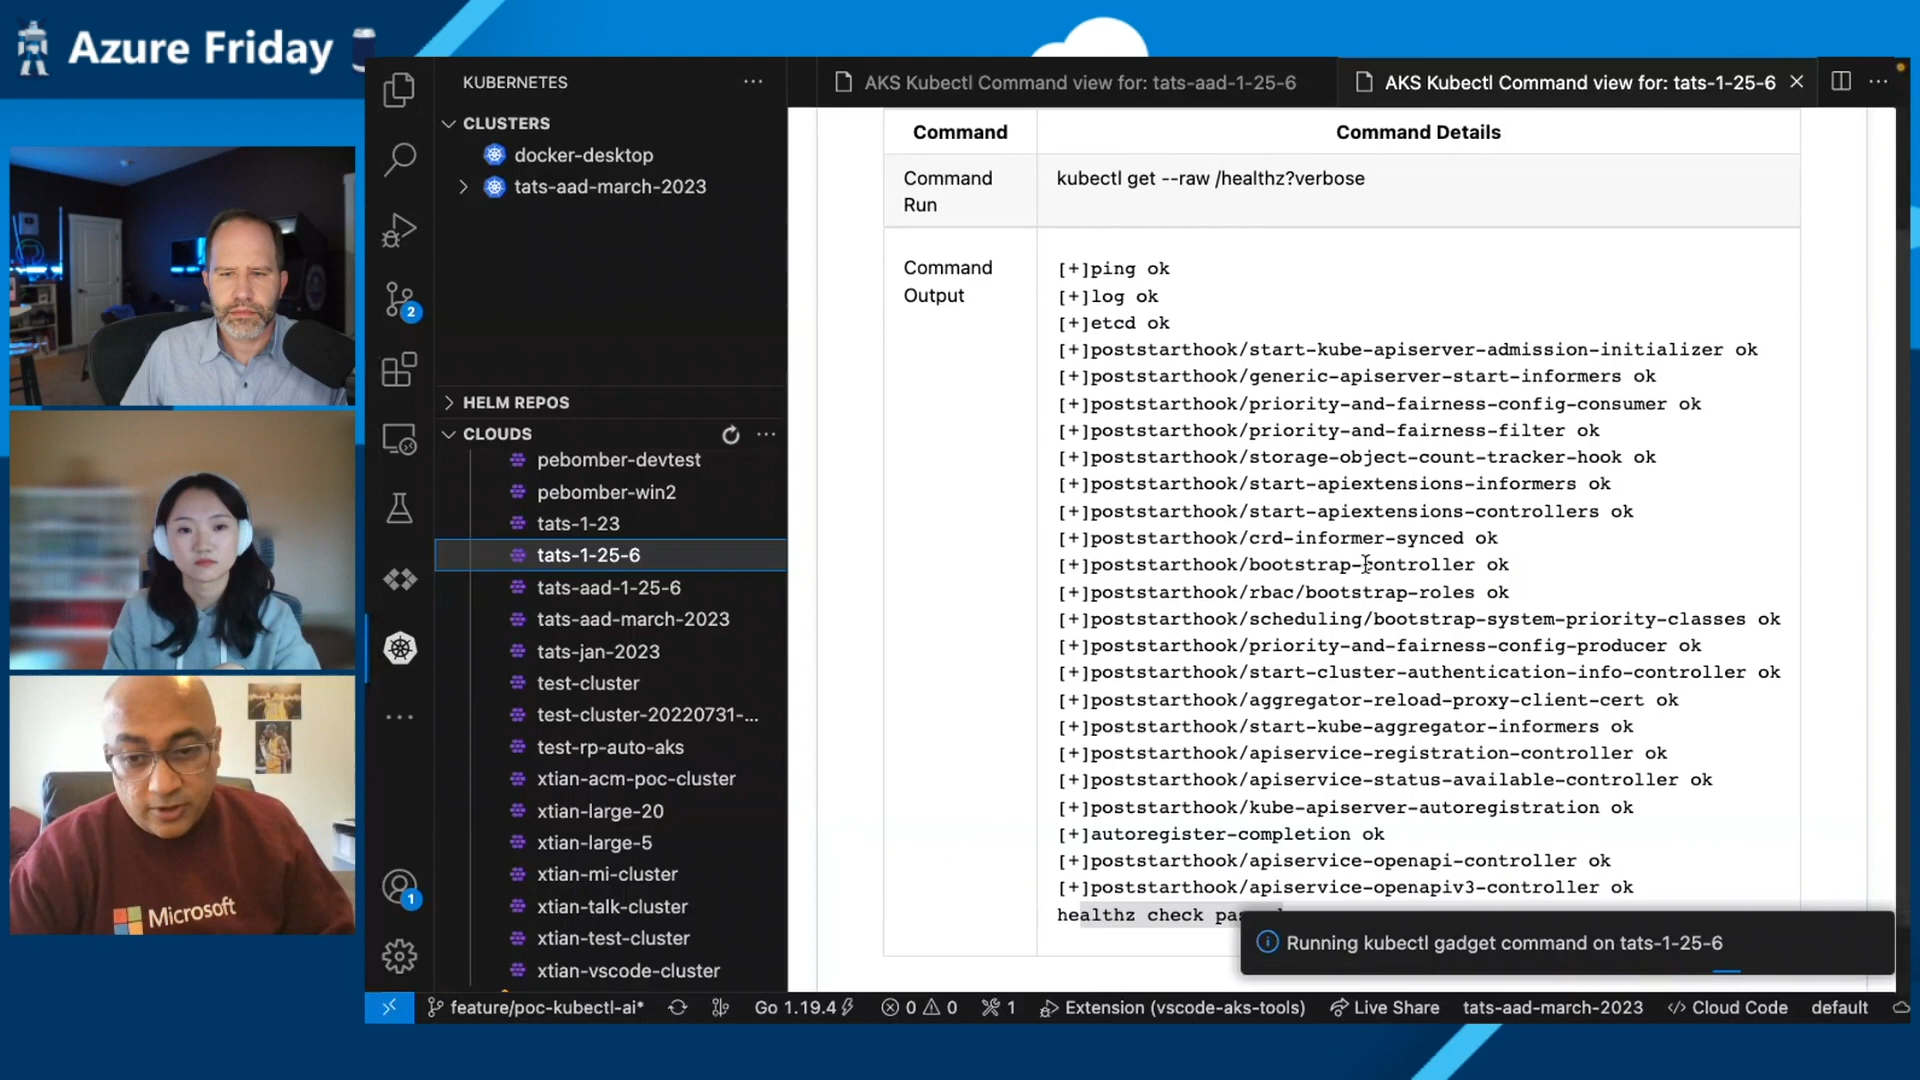 Azure Friday
KUBERNETES
CLUSTERS
docker-desktop
tats-aad-march-2023
HELM REPOS
CLOUDS
pebomber-devtest
pebomber-win2
tats-1-23
tats-1-25-6
tats-aad-1-25-6
tats-aad-march-2023
tats-jan-2023
test-cluster
test-cluster-20220731-...
test-rp-auto-aks
xtian-acm-poc-cluster
xtian-large-20
xtian-large-5
xtian-mi-cluster
xtian-talk-cluster
xtian-test-cluster
xtian-vscode-cluster
2
1
AKS Kubectl Command view for: tats-aad-1-25-6
AKS Kubectl Command view for: tats-1-25-6
Command Command Details
Command Run kubectl get --raw /healthz?verbose
Command Output
[+]ping ok
[+]log ok
[+]etcd ok
[+]poststarthook/start-kube-apiserver-admission-initializer ok
[+]poststarthook/generic-apiserver-start-informers ok
[+]poststarthook/priority-and-fairness-config-consumer ok
[+]poststarthook/priority-and-fairness-filter ok
[+]poststarthook/storage-object-count-tracker-hook ok
[+]poststarthook/start-apiextensions-informers ok
[+]poststarthook/start-apiextensions-controllers ok
[+]poststarthook/crd-informer-synced ok
[+]poststarthook/bootstrap-controller ok
[+]poststarthook/rbac/bootstrap-roles ok
[+]poststarthook/scheduling/bootstrap-system-priority-classes ok
[+]poststarthook/priority-and-fairness-config-producer ok
[+]poststarthook/start-cluster-authentication-info-controller ok
[+]poststarthook/aggregator-reload-proxy-client-cert ok
[+]poststarthook/start-kube-aggregator-informers ok
[+]poststarthook/apiservice-registration-controller ok
[+]poststarthook/apiservice-status-available-controller ok
[+]poststarthook/kube-apiserver-autoregistration ok
[+]autoregister-completion ok
[+]poststarthook/apiservice-openapi-controller ok
[+]poststarthook/apiservice-openapiv3-controller ok
healthz check
Running kubectl gadget command on tats-1-25-6
Microsoft
feature/poc-kubectl-ai* Go 1.19.4 0 0 1 Extension (vscode-aks-tools) Live Share tats-aad-march-2023 Cloud Code default